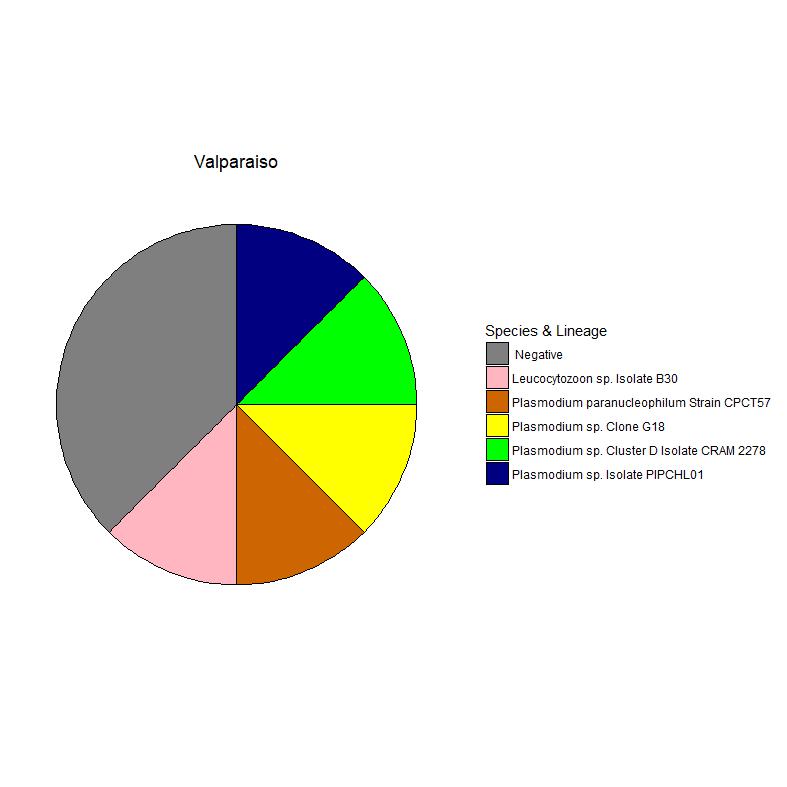 Valparaiso
Species & Lineage
Negative
Leucocytozoon sp. Isolate B30
Plasmodium paranucleophilum Strain CPCT57
Plasmodium sp. Clone G18
Plasmodium sp. Cluster D Isolate CRAM 2278
Plasmodium sp. Isolate PIPCHL01